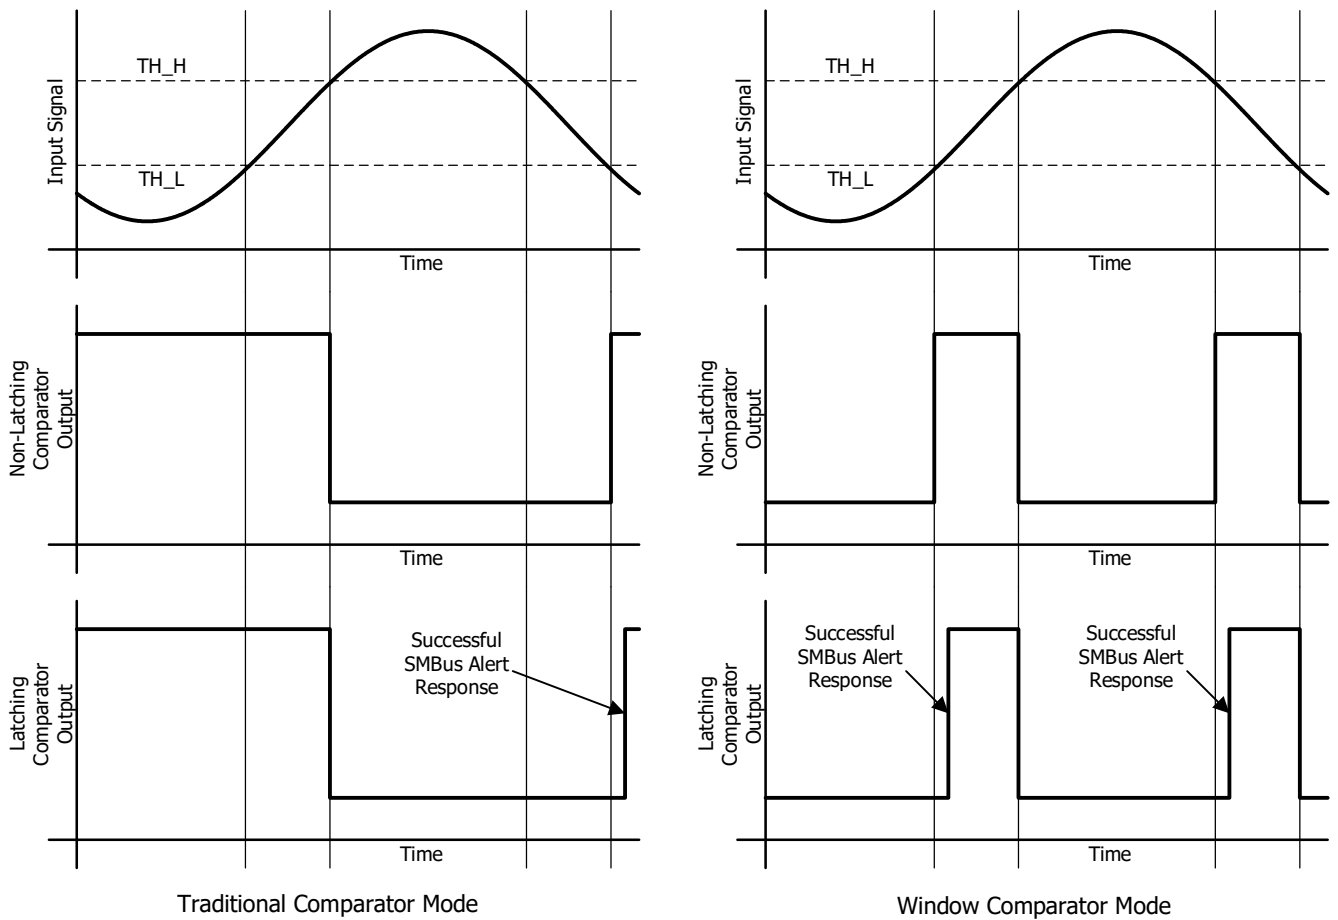 Input Signal
TH_H
TH_L
Time
Non-Latching
Comparator
Output
Time
Latching
Comparator
Output
Successful
SMBus Alert
Response
Time
Traditional Comparator Mode
Input Signal
TH_H
TH_L
Time
Non-Latching
Comparator
Output
Time
Latching
Comparator
Output
Successful
SMBus Alert
Response
Successful
SMBus Alert
Response
Time
Window Comparator Mode